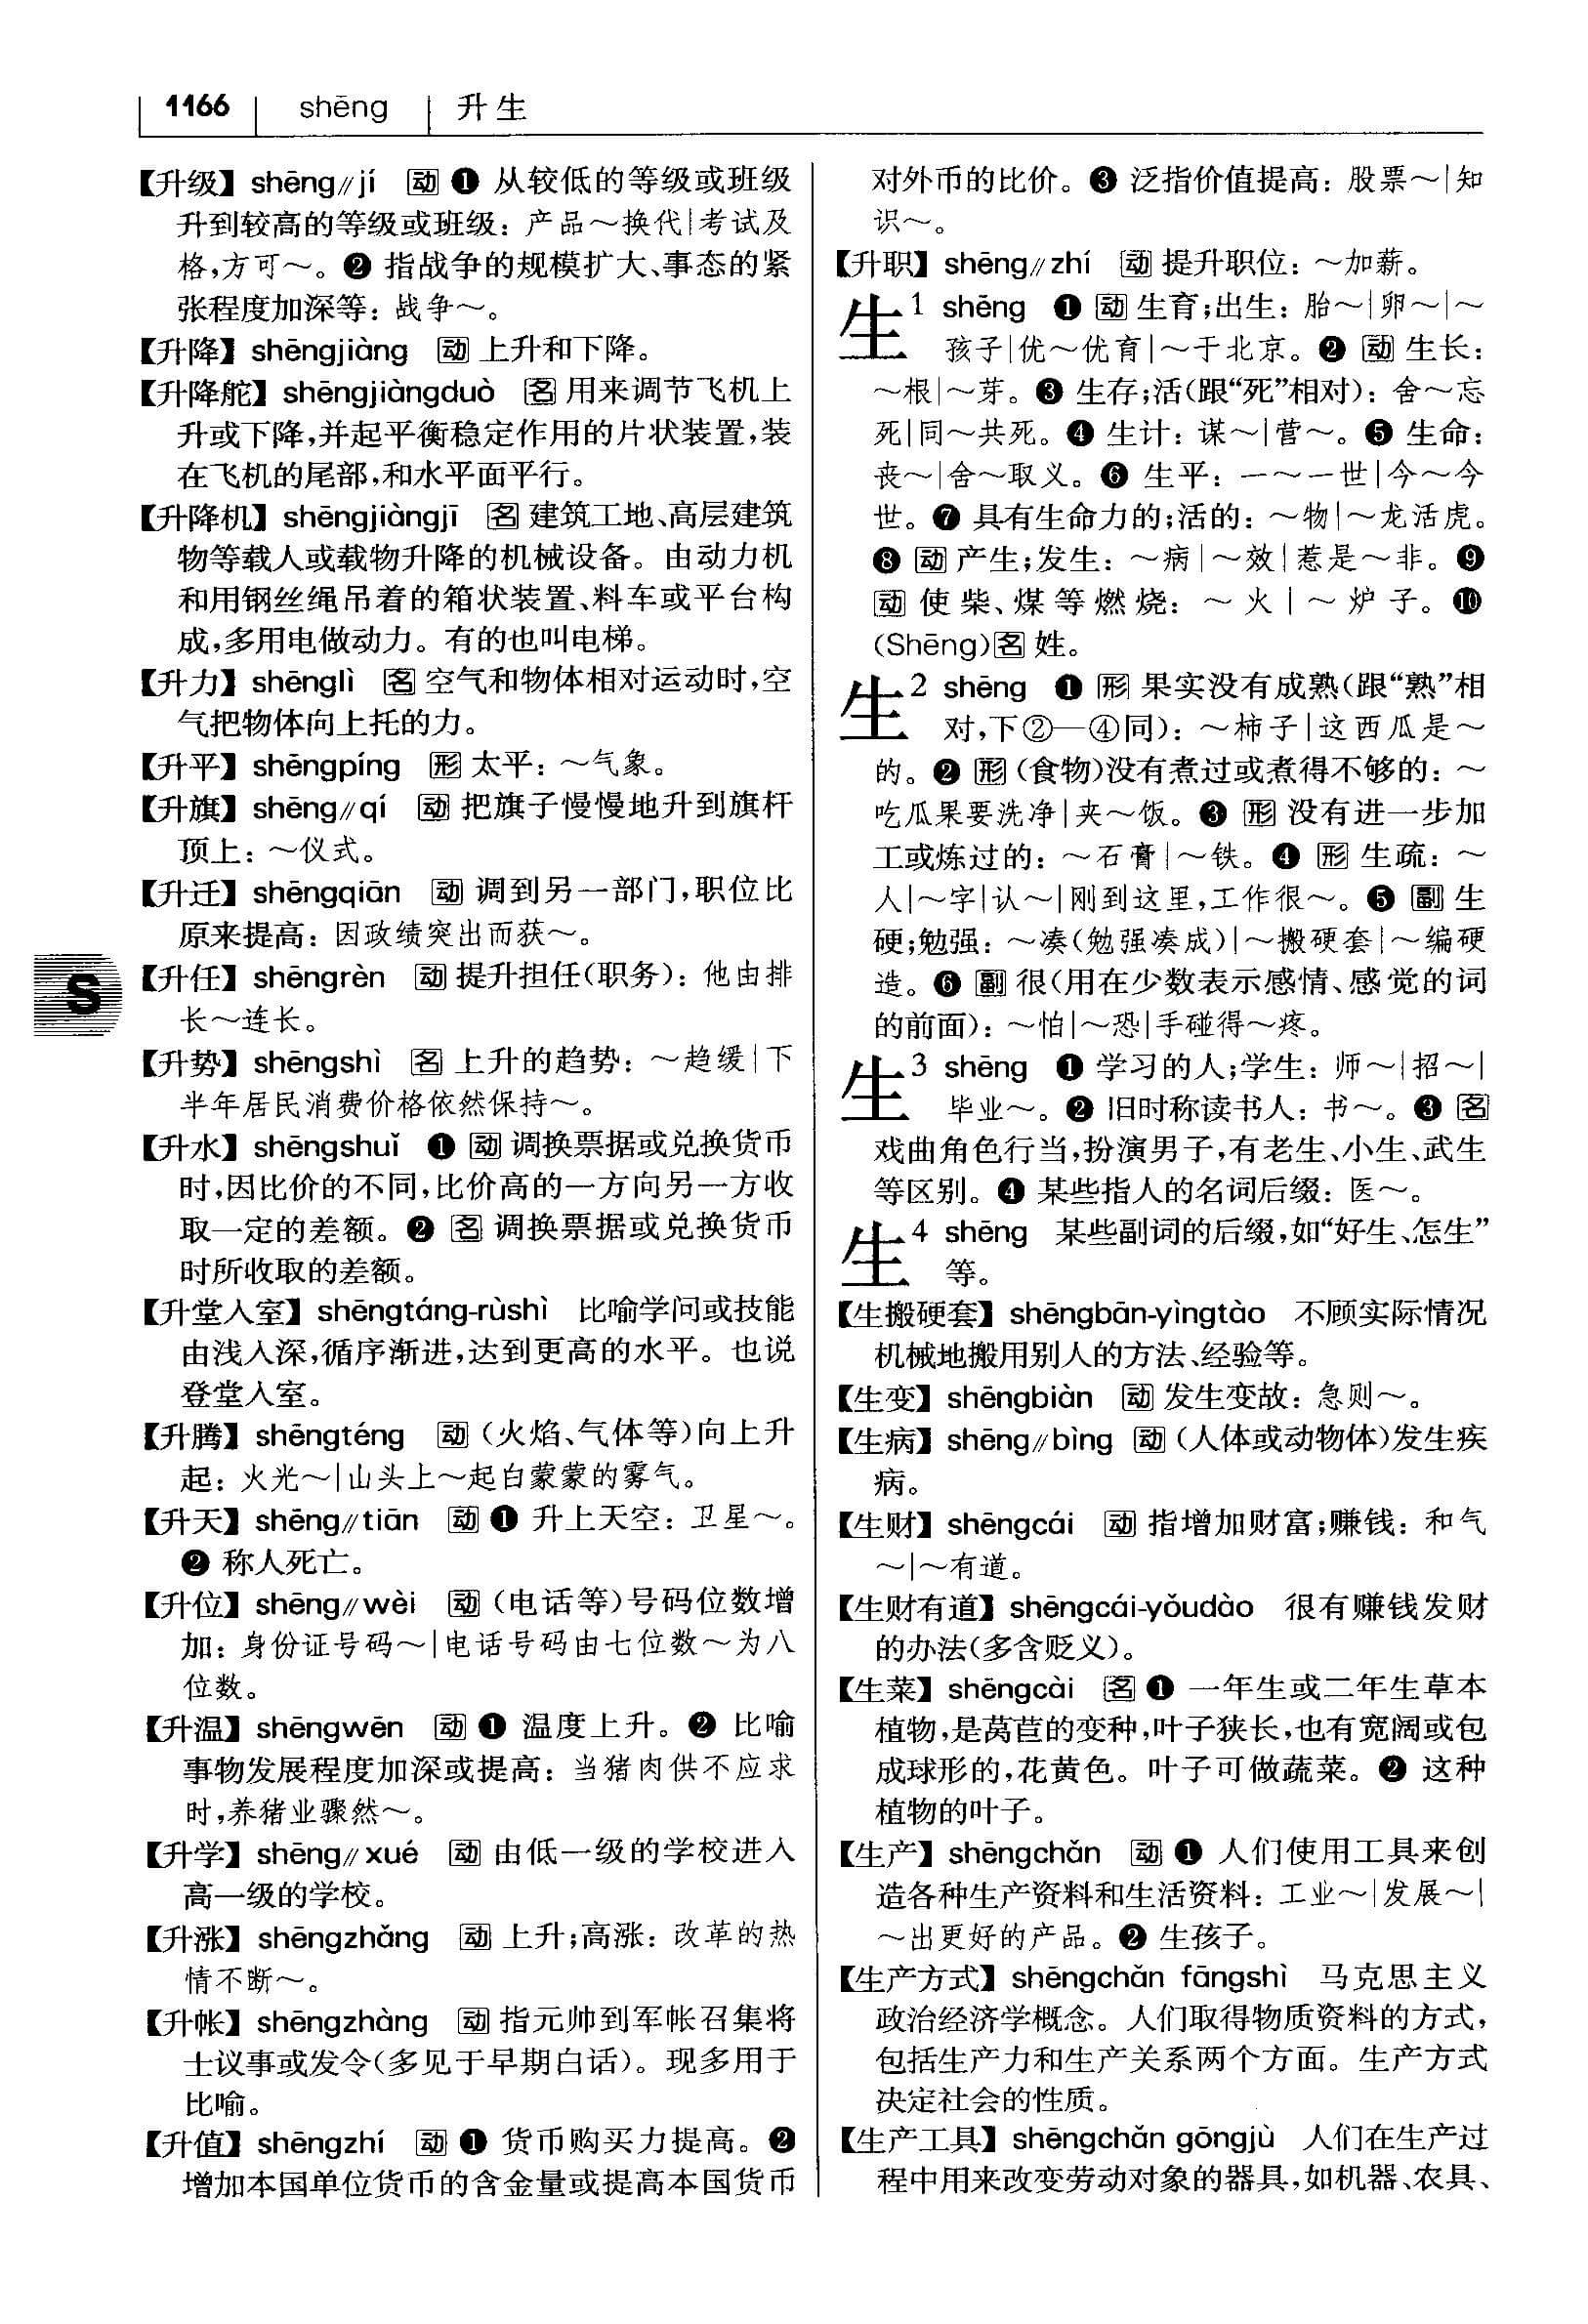 1166 shēng 升生
【升级】 shēng//jí 动 ❶ 从较低的等级或班级
升到较高的等级或班级：产品～换代|考试及
格,方可～。❷ 指战争的规模扩大、事态的紧
张程度加深等：战争～。
【升降】 shēngjiàng 动 上升和下降。
【升降舵】 shēngjiàngduò 名 用来调节飞机上
升或下降,并起平衡稳定作用的片状装置,装
在飞机的尾部,和水平面平行。
【升降机】 shēngjiàngjī 名 建筑工地、高层建筑
物等载人或载物升降的机械设备。由动力机
和用钢丝绳吊着的箱状装置、料车或平台构
成,多用电做动力。有的也叫电梯。
【升力】 shēnglì 名 空气和物体相对运动时,空
气把物体向上托的力。
【升平】 shēngpíng 形 太平：～气象。
【升旗】 shēng//qí 动 把旗子慢慢地升到旗杆
顶上：～仪式。
【升迁】 shēngqiān 动 调到另一部门,职位比
原来提高：因政绩突出而获～。
S
【升任】 shēngrèn 动 提升担任(职务)：他由排
长～连长。
【升势】 shēngshì 名 上升的趋势：～趋缓|下
半年居民消费价格依然保持～。
【升水】 shēngshuǐ ❶ 动 调换票据或兑换货币
时,因比价的不同,比价高的一方向另一方收
取一定的差额。❷ 名 调换票据或兑换货币
时所收取的差额。
【升堂入室】 shēngtáng-rùshì 比喻学问或技能
由浅入深,循序渐进,达到更高的水平。也说
登堂入室。
【升腾】 shēngténg 动 (火焰、气体等)向上升
起：火光～|山头上～起白蒙蒙的雾气。
【升天】 shēng//tiān 动 ❶ 升上天空：卫星～。
❷ 称人死亡。
【升位】 shēng//wèi 动 (电话等)号码位数增
加：身份证号码～|电话号码由七位数～为八
位数。
【升温】 shēngwēn 动 ❶ 温度上升。❷ 比喻
事物发展程度加深或提高：当猪肉供不应求
时,养猪业骤然～。
【升学】 shēng//xué 动 由低一级的学校进入
高一级的学校。
【升涨】 shēngzhǎng 动 上升;高涨：改革的热
情不断～。
【升帐】 shēngzhàng 动 指元帅到军帐召集将
士议事或发令(多见于早期白话)。现多用于
比喻。
【升值】 shēngzhí 动 ❶ 货币购买力提高。❷
增加本国单位货币的含金量或提高本国货币
对外币的比价。❸ 泛指价值提高：股票～|知
识～。
【升职】 shēng//zhí 动 提升职位：～加薪。
生1 shēng ❶ 动 生育;出生：胎～|卵～|～
孩子|优～优育|～于北京。❷ 动 生长：
～根|～芽。❸ 生存;活(跟“死”相对)：舍～忘
死|同～共死。❹ 生计：谋～|营～。❺ 生命：
丧～|舍～取义。❻ 生平：一～一世|今～今
世。❼ 具有生命力的;活的：～物|～龙活虎。
❽ 动 产生;发生：～病|～效|惹是～非。❾
动 使柴、煤等燃烧：～火|～炉子。❿
(Shēng)名 姓。
生2 shēng ❶ 形 果实没有成熟(跟“熟”相
对,下②—④同)：～柿子|这西瓜是～
的。❷ 形 (食物)没有煮过或煮得不够的：～
吃瓜果要洗净|夹～饭。❸ 形 没有进一步加
工或炼过的：～石膏|～铁。❹ 形 生疏：～
人|～字|认～|刚到这里,工作很～。❺ 副 生
硬;勉强：～凑(勉强凑成)|～搬硬套|～编硬
造。❻ 副 很(用在少数表示感情、感觉的词
的前面)：～怕|～恐|手碰得～疼。
生3 shēng ❶ 学习的人;学生：师～|招～|
毕业～。❷ 旧时称读书人：书～。❸ 名
戏曲角色行当,扮演男子,有老生、小生、武生
等区别。❹ 某些指人的名词后缀：医～。
生4 shēng 某些副词的后缀,如“好生、怎生”
等。
【生搬硬套】 shēngbān-yìngtào 不顾实际情况
机械地搬用别人的方法、经验等。
【生变】 shēngbiàn 动 发生变故：急则～。
【生病】 shēng//bìng 动 (人体或动物体)发生疾
病。
【生财】 shēngcái 动 指增加财富;赚钱：和气
～|～有道。
【生财有道】 shēngcái-yǒudào 很有赚钱发财
的办法(多含贬义)。
【生菜】 shēngcài 名 ❶ 一年生或二年生草本
植物,是莴苣的变种,叶子狭长,也有宽阔或包
成球形的,花黄色。叶子可做蔬菜。❷ 这种
植物的叶子。
【生产】 shēngchǎn 动 ❶ 人们使用工具来创
造各种生产资料和生活资料：工业～|发展～|
～出更好的产品。❷ 生孩子。
【生产方式】 shēngchǎn fāngshì 马克思主义
政治经济学概念。人们取得物质资料的方式,
包括生产力和生产关系两个方面。生产方式
决定社会的性质。
【生产工具】 shēngchǎn gōngjù 人们在生产过
程中用来改变劳动对象的器具,如机器、农具、